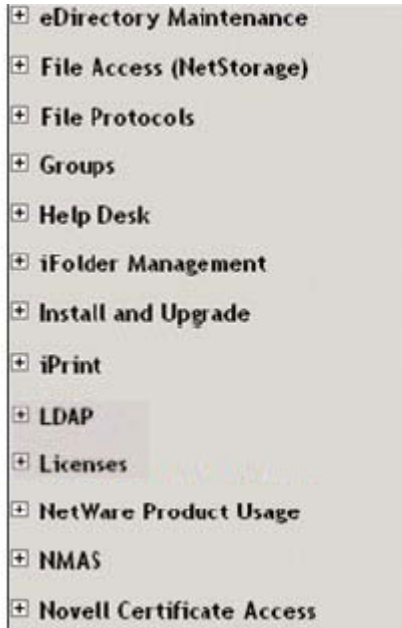 eDirectory Maintenance
File Access (NetStorage)
File Protocols
Groups
Help Desk
iFolder Management
Install and Upgrade
iPrint
LDAP
Licenses
NetWare Product Usage
NMAS
Novell Certificate Access